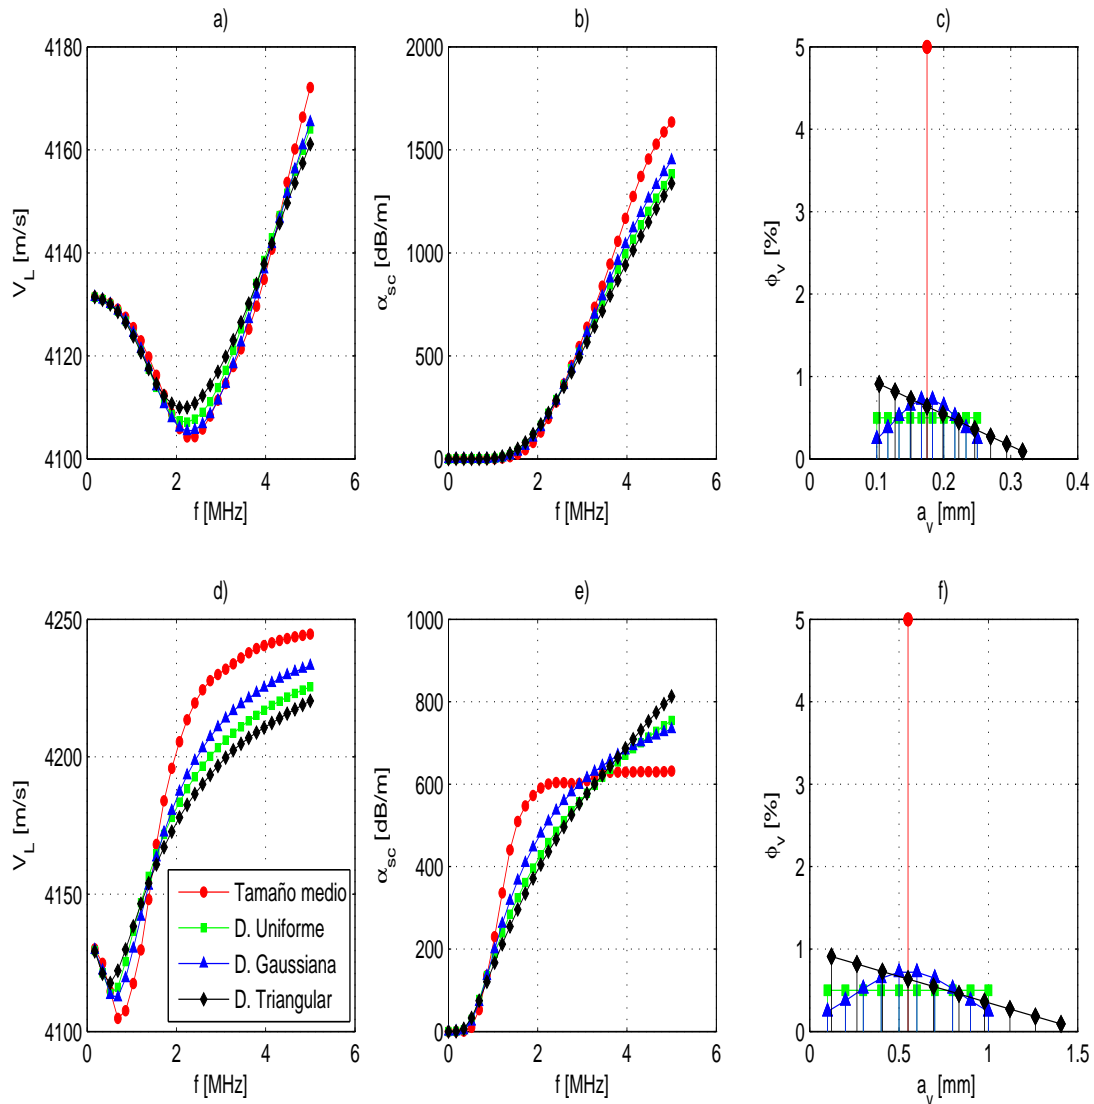 a)
4180
4160
4140
4120
4100
V_L [m/s]
0
2
4
6
f [MHz]
b)
2000
1500
1000
500
0
α_sc [dB/m]
0
2
4
6
f [MHz]
c)
5
4
3
2
1
0
ϕ_v [%]
0
0.1
0.2
0.3
0.4
a_v [mm]
d)
4250
4200
4150
4100
V_L [m/s]
Tamaño medio
D. Uniforme
D. Gaussiana
D. Triangular
0
2
4
6
f [MHz]
e)
1000
800
600
400
200
0
α_sc [dB/m]
0
2
4
6
f [MHz]
f)
5
4
3
2
1
0
ϕ_v [%]
0
0.5
1
1.5
a_v [mm]